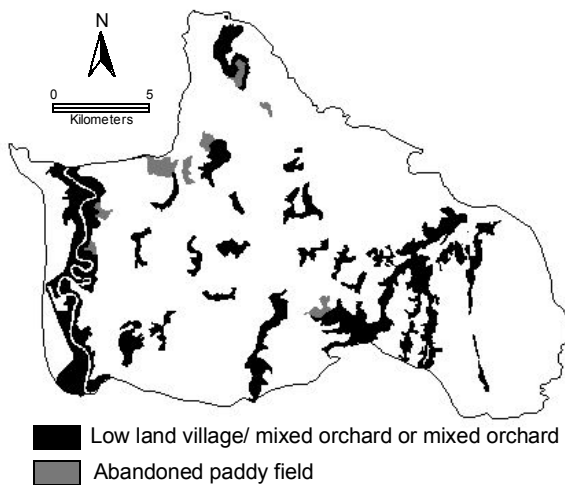 N
0 5
Kilometers
Low land village/ mixed orchard or mixed orchard
Abandoned paddy field